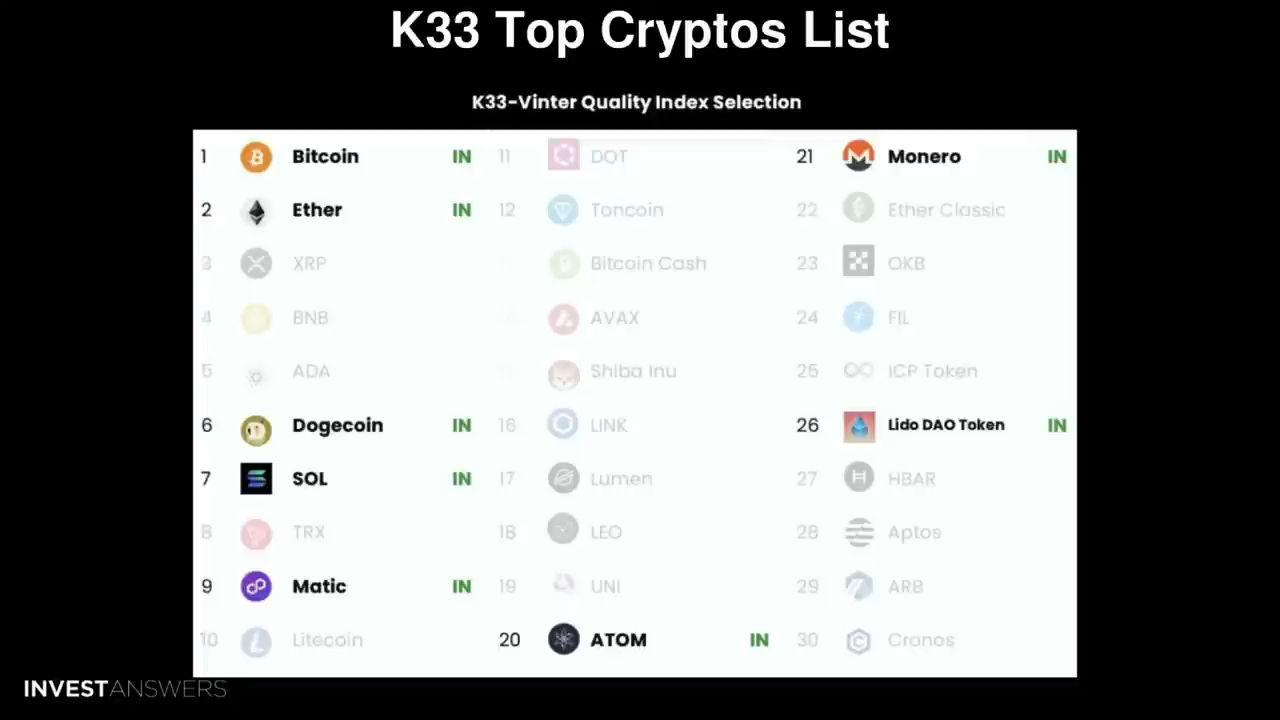 K33 Top Cryptos List
K33-Vinter Quality Index Selection
1 Bitcoin IN
2 Ether IN
3 XRP
4 BNB
5 ADA
6 Dogecoin IN
7 SOL IN
8 TRX
9 Matic IN
10 Litecoin
11 DOT
12 Toncoin
Bitcoin Cash
AVAX
Shiba Inu
16 LINK
17 Lumen
18 LEO
19 UNI
20 ATOM IN
21 Monero IN
22 Ether Classic
23 OKB
24 FIL
25 ICP Token
26 Lido DAO Token IN
27 HBAR
28 Aptos
29 ARB
30 Cronos
INVESTANSWERS